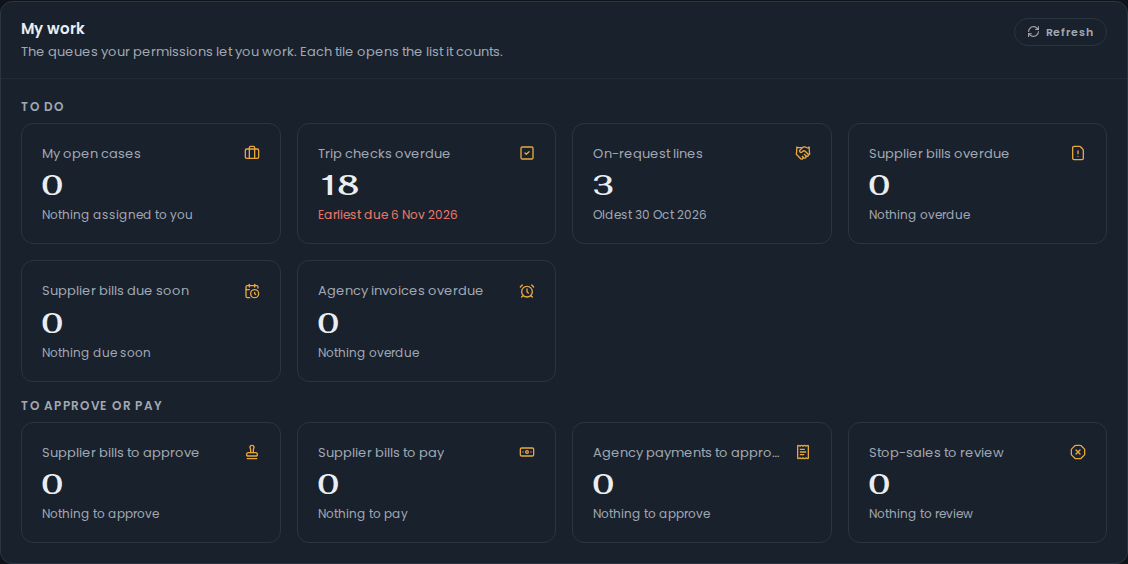 My work
The queues your permissions let you work. Each tile opens the list it counts.
Refresh
TO DO
My open cases
0
Nothing assigned to you
Trip checks overdue
18
Earliest due 6 Nov 2026
On-request lines
3
Oldest 30 Oct 2026
Supplier bills overdue
0
Nothing overdue
Supplier bills due soon
0
Nothing due soon
Agency invoices overdue
0
Nothing overdue
TO APPROVE OR PAY
Supplier bills to approve
0
Nothing to approve
Supplier bills to pay
0
Nothing to pay
Agency payments to appro...
0
Nothing to approve
Stop-sales to review
0
Nothing to review